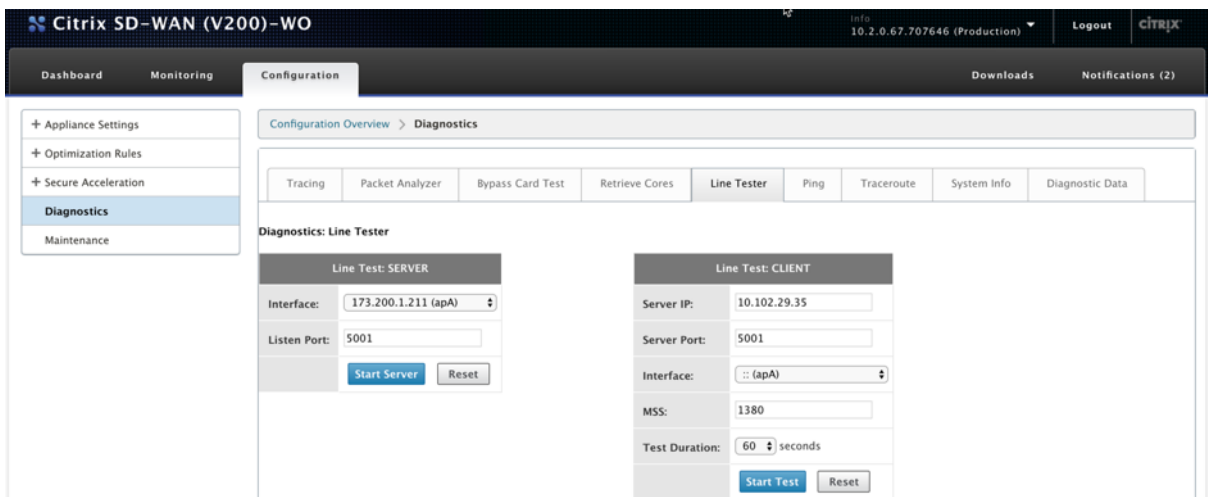 Citrix SD-WAN (V200)-WO
Info
10.2.0.67.707646 (Production)
Logout
CİTRIX
Dashboard Monitoring Configuration Downloads Notifications (2)
+ Appliance Settings
+ Optimization Rules
+ Secure Acceleration
Diagnostics
Maintenance
Configuration Overview > Diagnostics
Tracing Packet Analyzer Bypass Card Test Retrieve Cores Line Tester Ping Traceroute System Info Diagnostic Data
Diagnostics: Line Tester
Line Test: SERVER
Interface: 173.200.1.211 (apA)
Listen Port: 5001
Start Server Reset
Line Test: CLIENT
Server IP: 10.102.29.35
Server Port: 5001
Interface: :: (apA)
MSS: 1380
Test Duration: 60 seconds
Start Test Reset